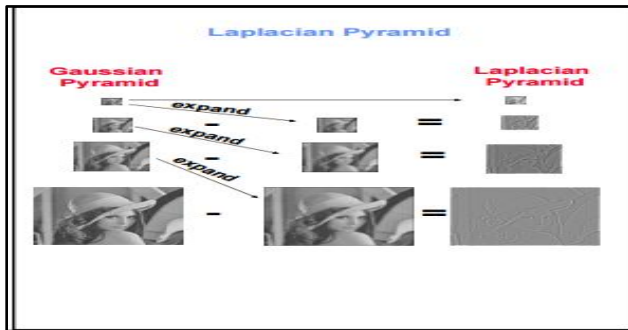 Laplacian Pyramid
Gaussian
Pyramid
Laplacian
Pyramid
expand
- =
expand
- =
expand
- =